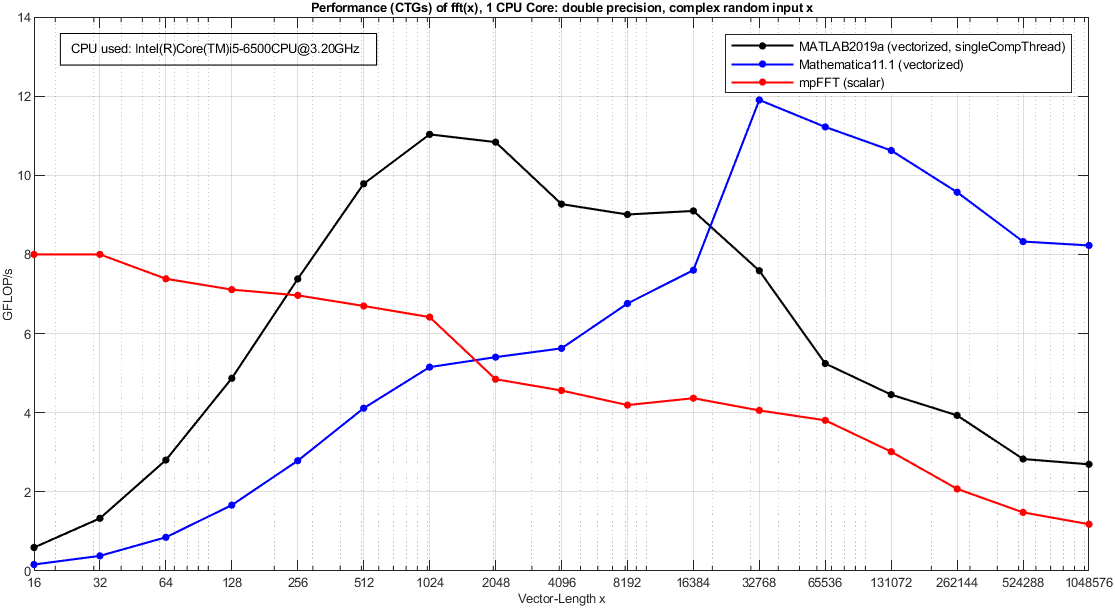 Performance (CTGs) of fft(x), 1 CPU Core: double precision, complex random input x
CPU used: Intel(R)Core(TM)i5-6500CPU@3.20GHz
MATLAB2019a (vectorized, singleCompThread)
Mathematica11.1 (vectorized)
mpFFT (scalar)
GFLOP/s
14
12
10
8
6
4
2
0
16 32 64 128 256 512 1024 2048 4096 8192 16384 32768 65536 131072 262144 524288 1048576
Vector-Length x